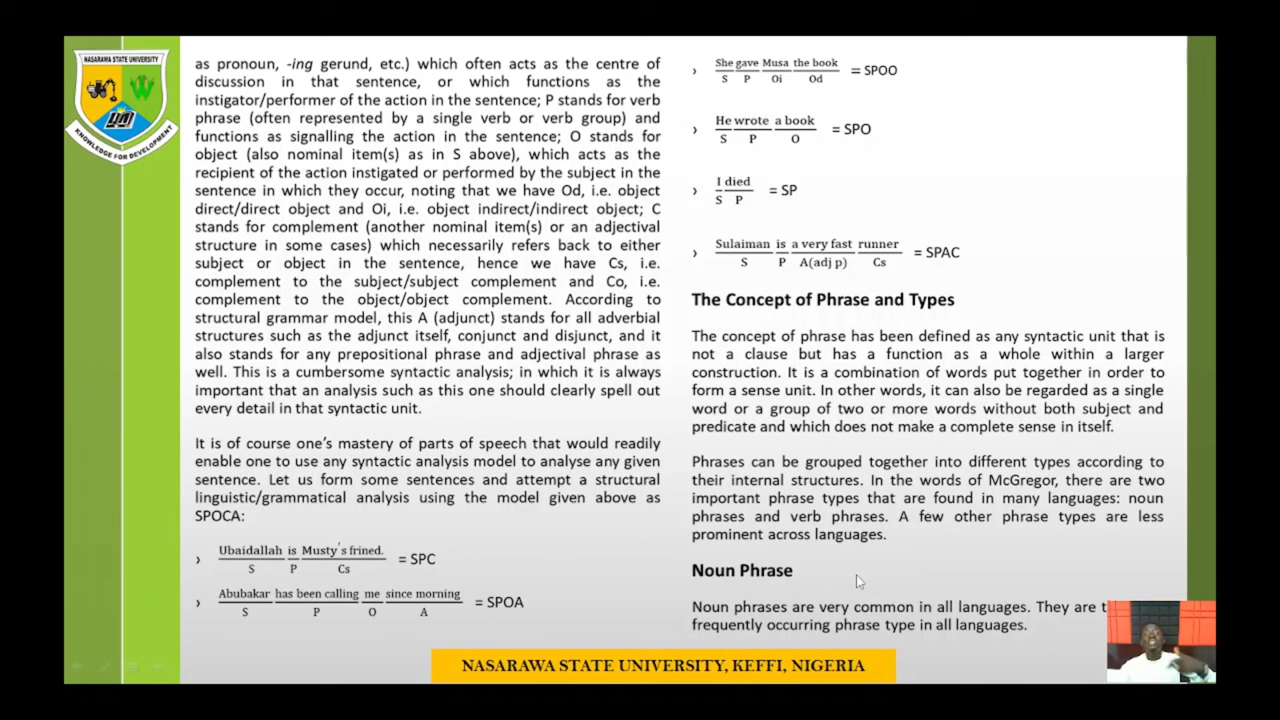 NASARAWA STATE UNIVERSITY
KNOWLEDGE FOR DEVELOPMENT
as pronoun, -ing gerund, etc.) which often acts as the centre of
discussion in that sentence, or which functions as the
instigator/performer of the action in the sentence; P stands for verb
phrase (often represented by a single verb or verb group) and
functions as signalling the action in the sentence; O stands for
object (also nominal item(s) as in S above), which acts as the
recipient of the action instigated or performed by the subject in the
sentence in which they occur, noting that we have Od, i.e. object
direct/direct object and Oi, i.e. object indirect/indirect object; C
stands for complement (another nominal item(s) or an adjectival
structure in some cases) which necessarily refers back to either
subject or object in the sentence, hence we have Cs, i.e.
complement to the subject/subject complement and Co, i.e.
complement to the object/object complement. According to
structural grammar model, this A (adjunct) stands for all adverbial
structures such as the adjunct itself, conjunct and disjunct, and it
also stands for any prepositional phrase and adjectival phrase as
well. This is a cumbersome syntactic analysis; in which it is always
important that an analysis such as this one should clearly spell out
every detail in that syntactic unit.
It is of course one's mastery of parts of speech that would readily
enable one to use any syntactic analysis model to analyse any given
sentence. Let us form some sentences and attempt a structural
linguistic/grammatical analysis using the model given above as
SPOCA:
Ubaidallah is Musty's frined. = SPC
S P Cs
Abubakar has been calling me since morning = SPOA
S P O A
She gave Musa the book = SPOO
S P Oi Od
He wrote a book = SPO
S P O
I died = SP
S P
Sulaiman is a very fast runner = SPAC
S P A(adj p) Cs
The Concept of Phrase and Types
The concept of phrase has been defined as any syntactic unit that is
not a clause but has a function as a whole within a larger
construction. It is a combination of words put together in order to
form a sense unit. In other words, it can also be regarded as a single
word or a group of two or more words without both subject and
predicate and which does not make a complete sense in itself.
Phrases can be grouped together into different types according to
their internal structures. In the words of McGregor, there are two
important phrase types that are found in many languages: noun
phrases and verb phrases. A few other phrase types are less
prominent across languages.
Noun Phrase
Noun phrases are very common in all languages. They are
frequently occurring phrase type in all languages.
NASARAWA STATE UNIVERSITY, KEFFI, NIGERIA